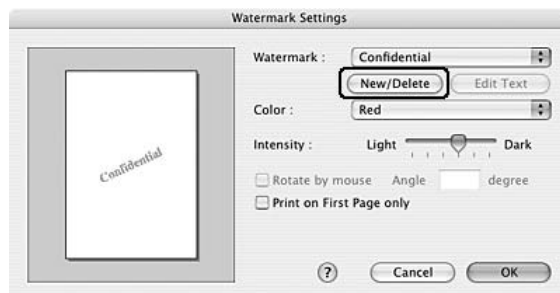 Watermark Settings
Watermark : Confidential
New/Delete Edit Text
Color : Red
Confidential
Intensity : Light Dark
Rotate by mouse Angle degree
Print on First Page only
? Cancel OK